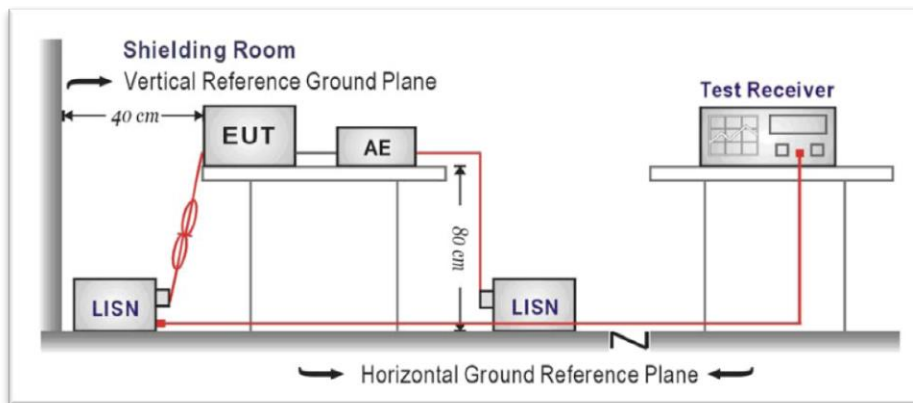 Shielding Room
Vertical Reference Ground Plane
Test Receiver
40 cm
EUT
AE
80 cm
LISN
LISN
Horizontal Ground Reference Plane